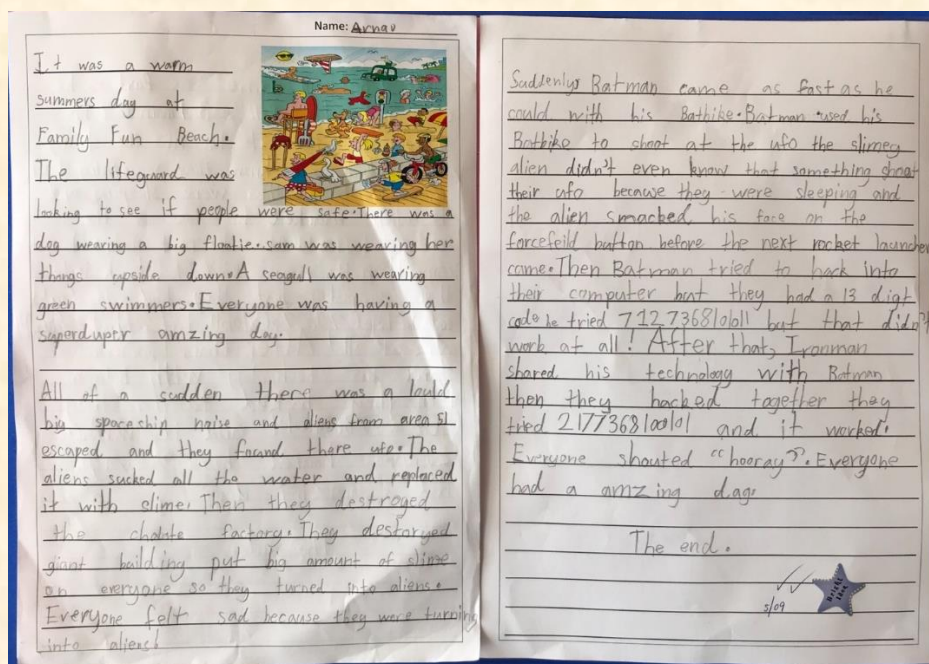 Name: Arnav
It was a warm
summers day at
Family Fun Beach.
The lifeguard was
looking to see if people were safe. There was a
dog wearing a big floatie. sam was wearing her
thongs upside down. A seagull was wearing
green swimmers. Everyone was having a
superduper amzing day.
All of a sudden there was a loud
big spaceship noise and aliens from area 51
escaped and they found there ufo. The
aliens sucked all the water and replaced
it with slime. Then they destroyed
the choclate factory. They destoryed
giant building put big amount of slime
on everyone so they turned into aliens.
Everyone felt sad because they were turning
into aliens!
Suddenly, Batman came as fast as he
could with his Batbike. Batman used his
Batbike to shoot at the ufo the slimey
alien didn't even know that something shoot
their ufo because they were sleeping and
the alien smacked his face on the
forcefeild button before the next rocket launcher
came. Then Batman tried to hack into
their computer but they had a 13 digt
code he tried but that didn't
work at all! After that, Ironman
shared his technology with Batman
then they hacked together they
tried and it worked!
Everyone shouted "hooray". Everyone
had a amzing day.
The end.
5/09
Bright Idea